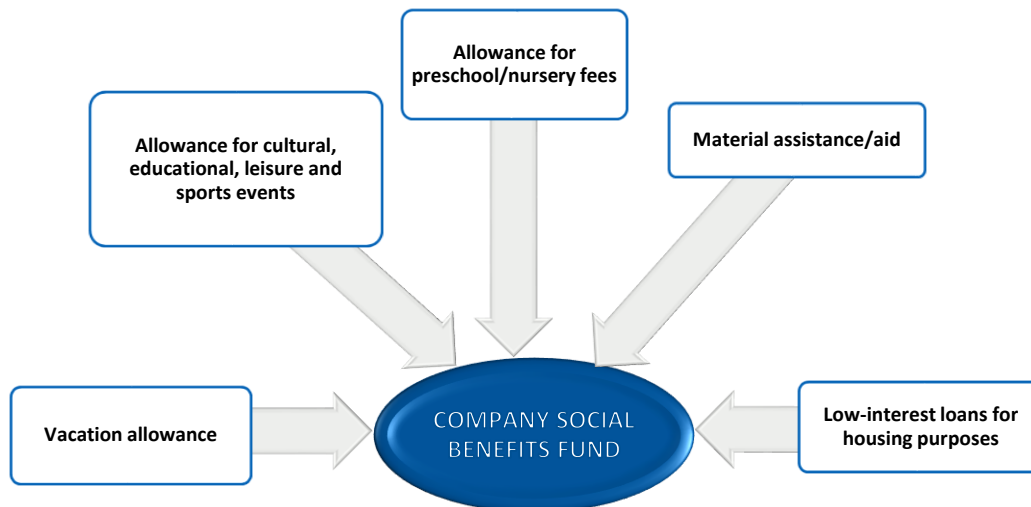 Allowance for
preschool/nursery fees
Allowance for cultural,
educational, leisure and
sports events
Material assistance/aid
Vacation allowance
COMPANY SOCIAL
BENEFITS FUND
Low-interest loans for
housing purposes